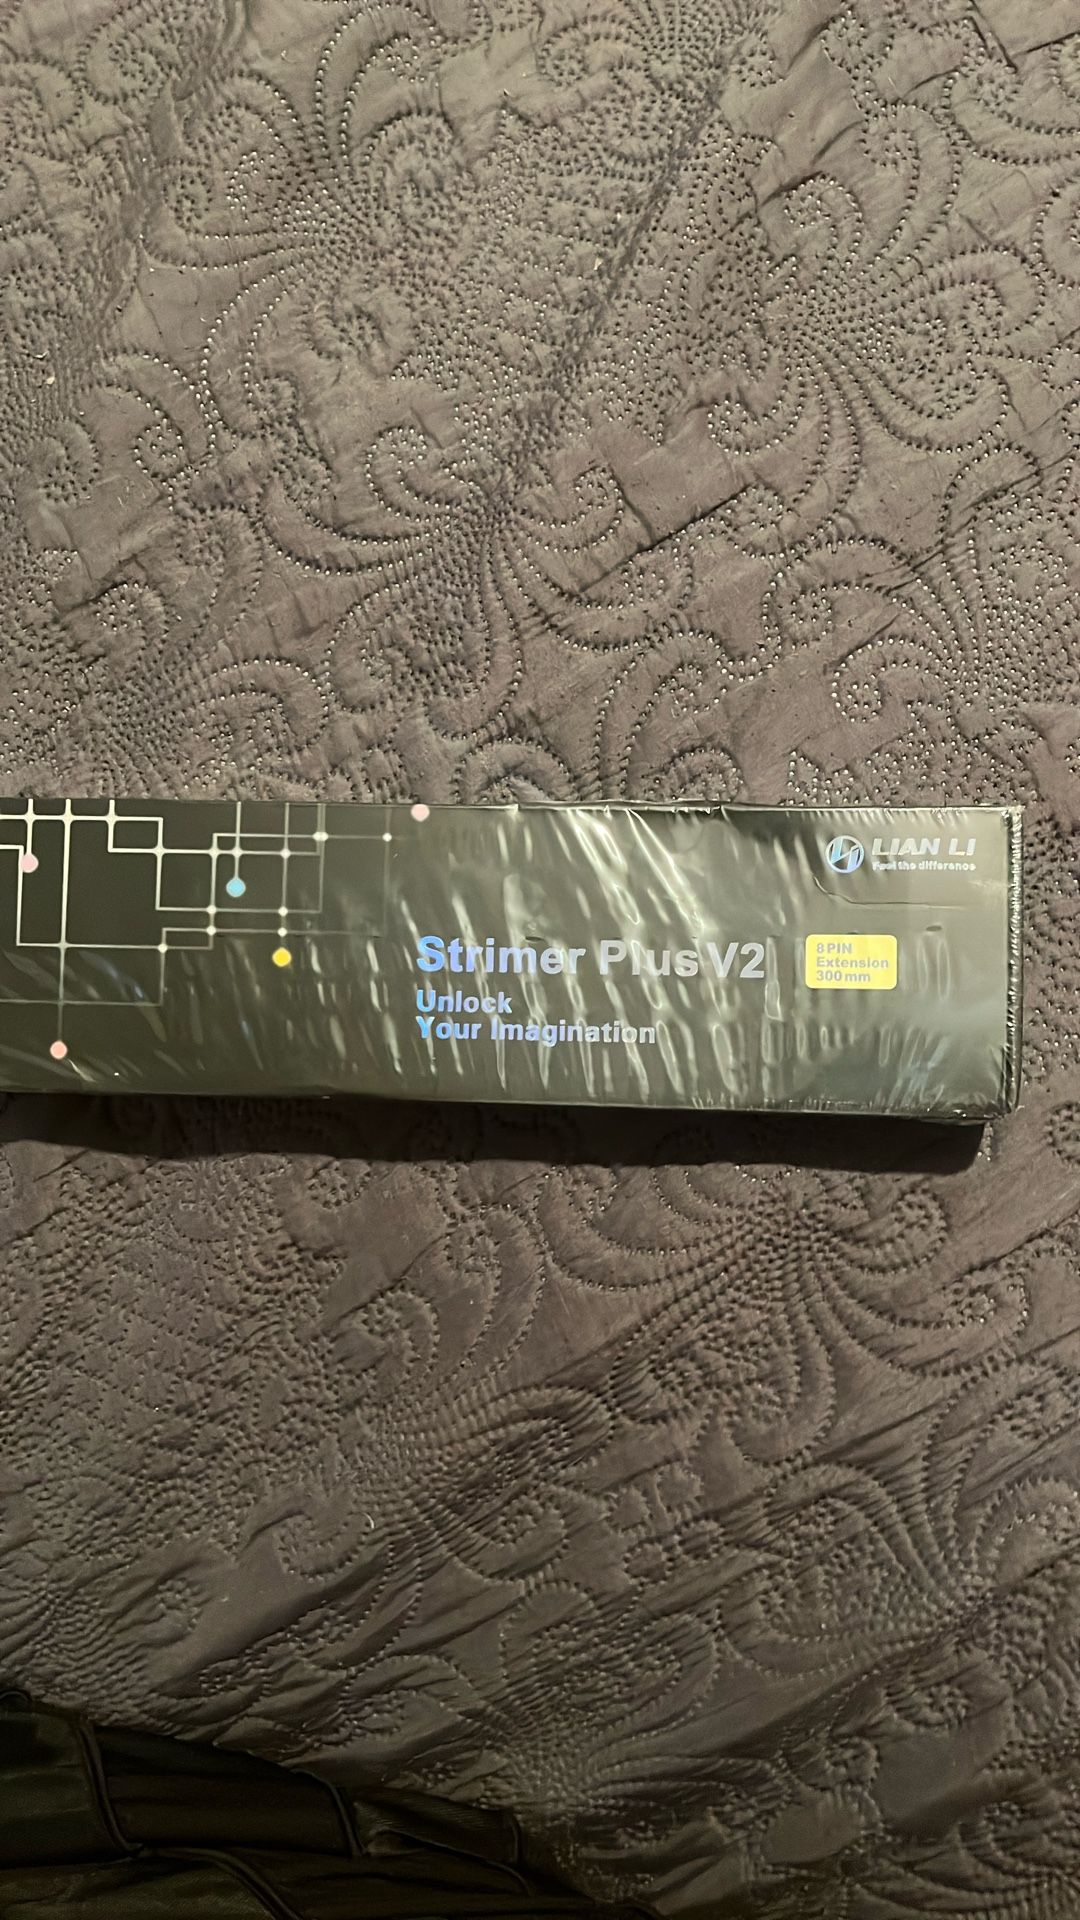 LIAN LI
Feel the difference
Strimer Plus V2
8 PIN
Extension
300 mm
Unlock
Your Imagination